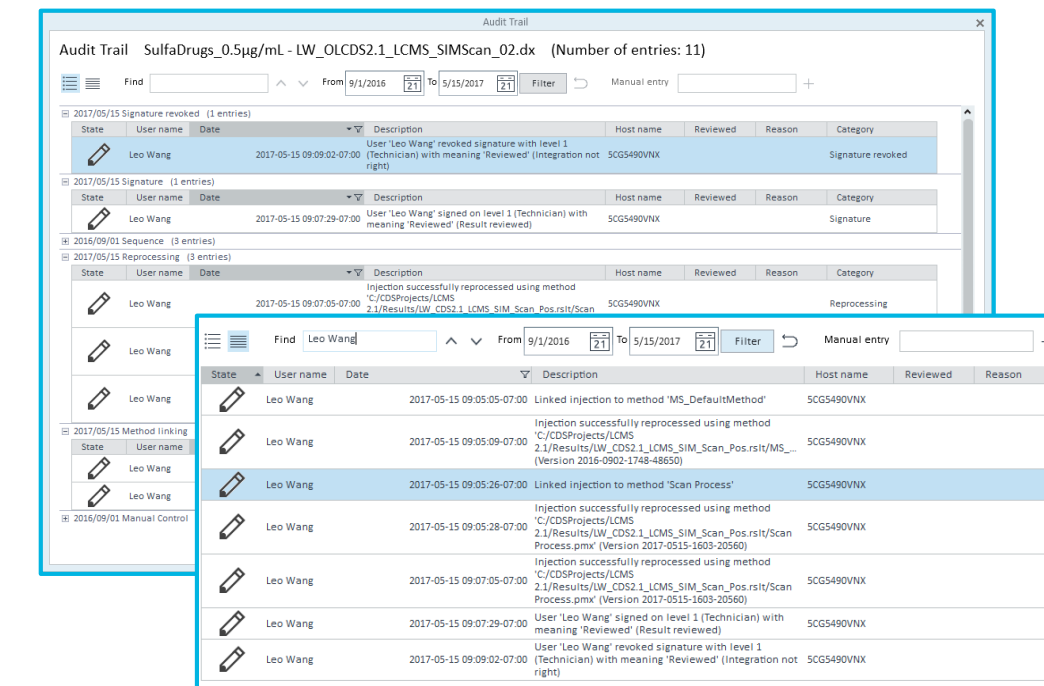 Audit Trail
Audit Trail SulfaDrugs_0.5µg/mL - LW_OLCDS2.1_LCMS_SIMScan_02.dx (Number of entries: 11)
Find From 9/1/2016 21 To 5/15/2017 21 Filter Manual entry
2017/05/15 Signature revoked (1 entries)
State User name Date Description Host name Reviewed Reason Category
User 'Leo Wang' revoked signature with level 1
Leo Wang 2017-05-15 09:09:02-07:00 (Technician) with meaning 'Reviewed' (Integration not 5CG5490VNX Signature revoked
right)
2017/05/15 Signature (1 entries)
State User name Date Description Host name Reviewed Reason Category
Leo Wang 2017-05-15 09:07:29-07:00 User 'Leo Wang' signed on level 1 (Technician) with 5CG5490VNX Signature
meaning 'Reviewed' (Result reviewed)
2016/09/01 Sequence (3 entries)
2017/05/15 Reprocessing (3 entries)
State User name Date Description Host name Reviewed Reason Category
Injection successfully reprocessed using method
Leo Wang 2017-05-15 09:07:05-07:00 'C:/CDSProjects/LCMS 5CG5490VNX Reprocessing
2.1/Results/LW_CDS2.1_LCMS_SIM_Scan_Pos.rslt/Scan
Leo Wang
Leo Wang
2017/05/15 Method linking
State User name
Leo Wang
Leo Wang
2016/09/01 Manual Control
Find Leo Wang From 9/1/2016 21 To 5/15/2017 21 Filter Manual entry
State User name Date Description Host name Reviewed Reason
Leo Wang 2017-05-15 09:05:05-07:00 Linked injection to method 'MS_DefaultMethod' 5CG5490VNX
Injection successfully reprocessed using method
Leo Wang 2017-05-15 09:05:09-07:00 'C:/CDSProjects/LCMS 5CG5490VNX
2.1/Results/LW_CDS2.1_LCMS_SIM_Scan_Pos.rslt/MS_...
(Version 2016-0902-1748-48650)
Leo Wang 2017-05-15 09:05:26-07:00 Linked injection to method 'Scan Process' 5CG5490VNX
Injection successfully reprocessed using method
Leo Wang 2017-05-15 09:05:28-07:00 'C:/CDSProjects/LCMS 5CG5490VNX
2.1/Results/LW_CDS2.1_LCMS_SIM_Scan_Pos.rslt/Scan
Process.pmx' (Version 2017-0515-1603-20560)
Injection successfully reprocessed using method
Leo Wang 2017-05-15 09:07:05-07:00 'C:/CDSProjects/LCMS 5CG5490VNX
2.1/Results/LW_CDS2.1_LCMS_SIM_Scan_Pos.rslt/Scan
Process.pmx' (Version 2017-0515-1603-20560)
Leo Wang 2017-05-15 09:07:29-07:00 User 'Leo Wang' signed on level 1 (Technician) with 5CG5490VNX
meaning 'Reviewed' (Result reviewed)
User 'Leo Wang' revoked signature with level 1
Leo Wang 2017-05-15 09:09:02-07:00 (Technician) with meaning 'Reviewed' (Integration not 5CG5490VNX
right)